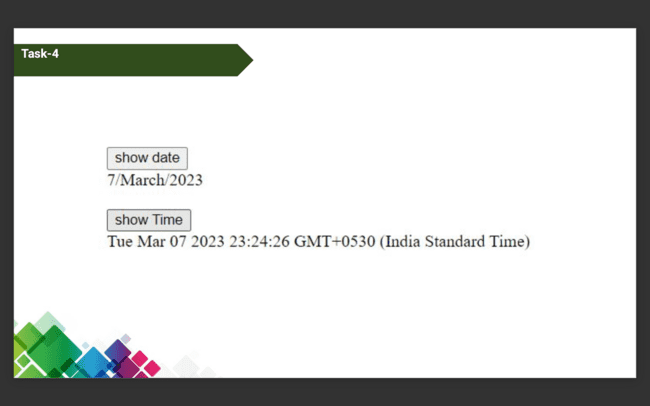 Task-4
show date
7/March/2023
show Time
Tue Mar 07 2023 23:24:26 GMT+0530 (India Standard Time)